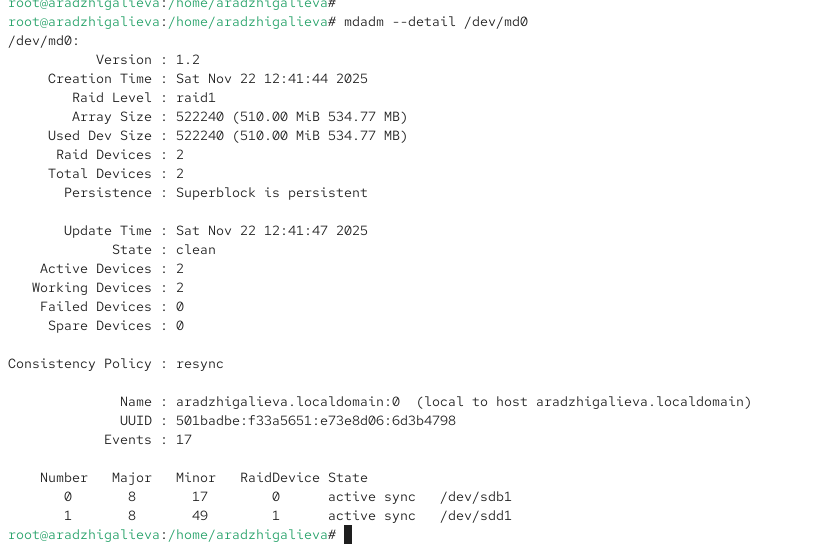 root@aradzhigalieva:/home/aradzhigalieva#
root@aradzhigalieva:/home/aradzhigalieva# mdadm --detail /dev/md0
/dev/md0:
           Version : 1.2
     Creation Time : Sat Nov 22 12:41:44 2025
        Raid Level : raid1
        Array Size : 522240 (510.00 MiB 534.77 MB)
     Used Dev Size : 522240 (510.00 MiB 534.77 MB)
      Raid Devices : 2
     Total Devices : 2
       Persistence : Superblock is persistent

       Update Time : Sat Nov 22 12:41:47 2025
             State : clean
    Active Devices : 2
   Working Devices : 2
    Failed Devices : 0
     Spare Devices : 0

Consistency Policy : resync

              Name : aradzhigalieva.localdomain:0  (local to host aradzhigalieva.localdomain)
              UUID : 501badbe:f33a5651:e73e8d06:6d3b4798
            Events : 17

    Number   Major   Minor   RaidDevice State
       0       8       17        0      active sync   /dev/sdb1
       1       8       49        1      active sync   /dev/sdd1
root@aradzhigalieva:/home/aradzhigalieva#